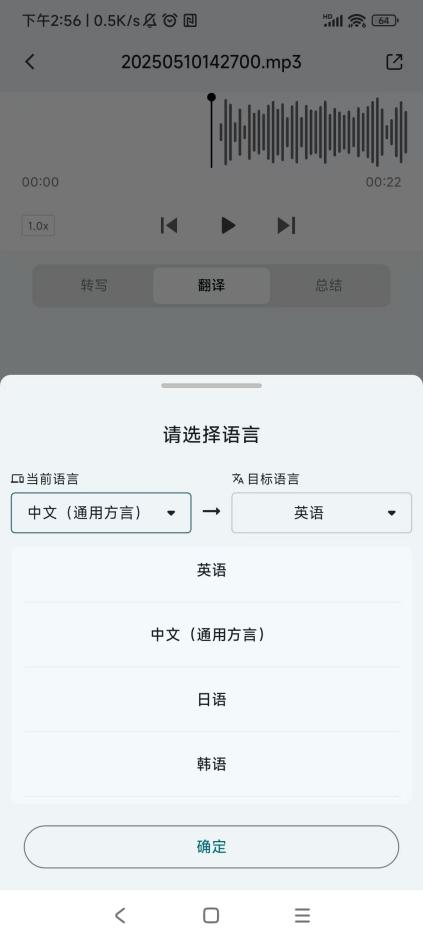 下午2:56 | 0.5K/s HD 64
20250510142700.mp3
00:00 00:22
1.0x
转写 翻译 总结
请选择语言
当前语言 目标语言
中文（通用方言） 英语
英语
中文（通用方言）
日语
韩语
确定